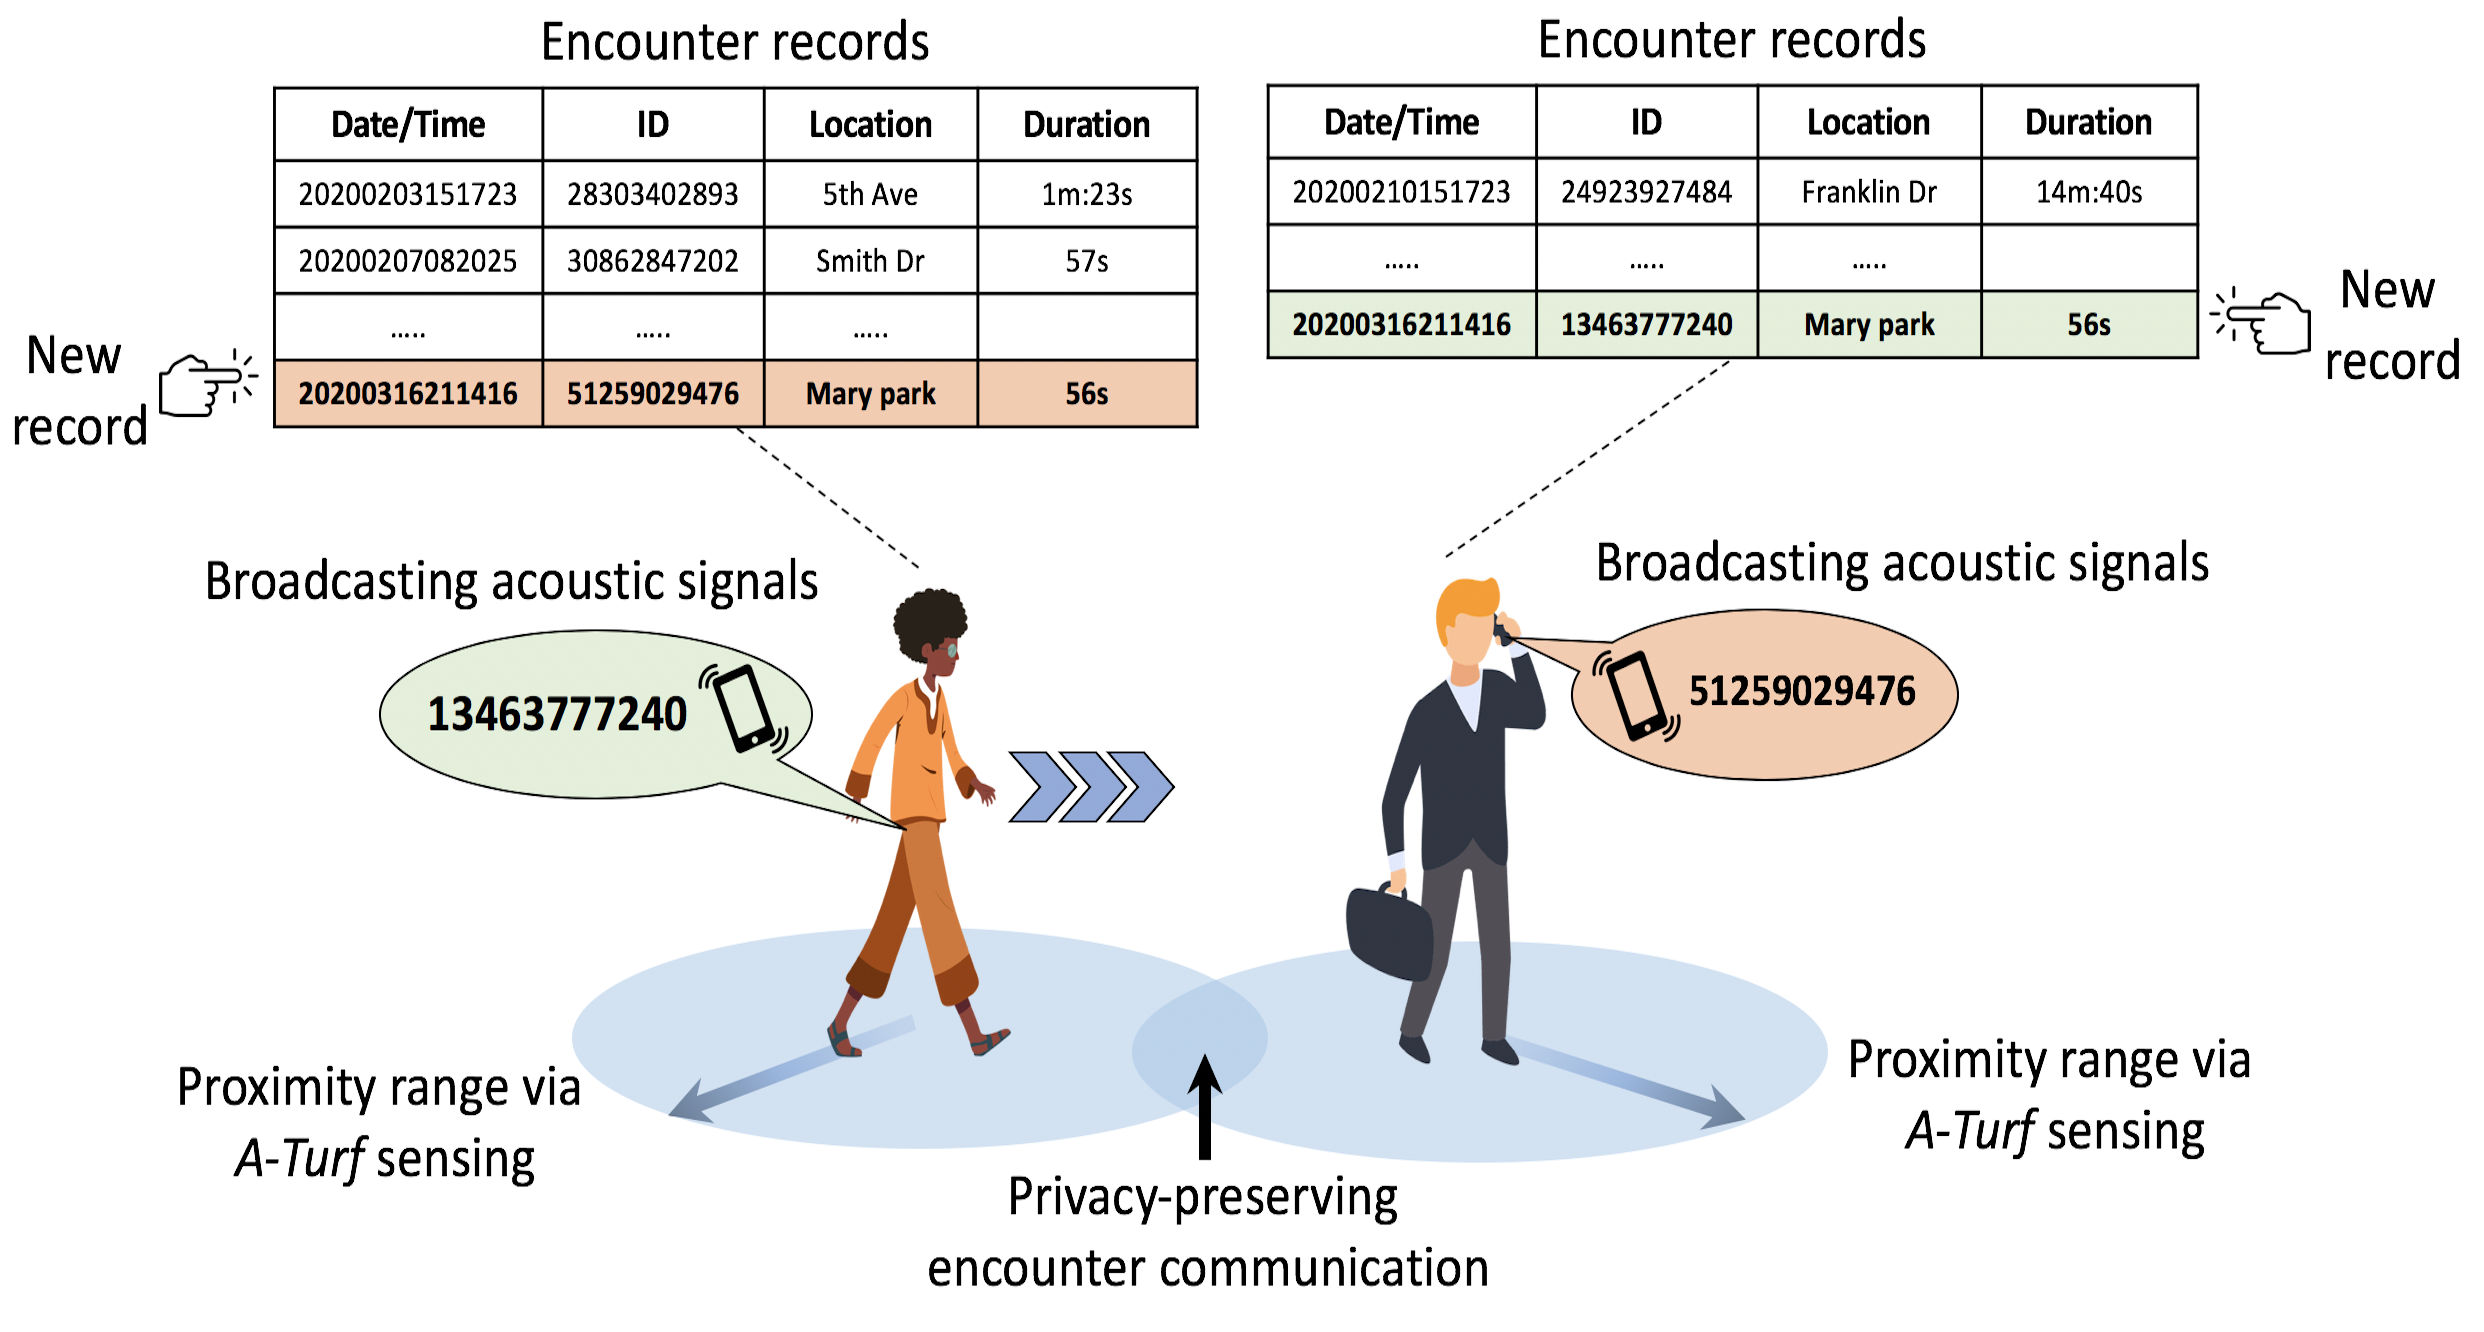 Encounter records
Date/Time ID Location Duration
20200203151723 28303402893 5th Ave 1m:23s
20200207082025 30862847202 Smith Dr 57s
..... ..... .....
20200316211416 51259029476 Mary park 56s
New
record
Encounter records
Date/Time ID Location Duration
20200210151723 24923927484 Franklin Dr 14m:40s
..... ..... .....
20200316211416 13463777240 Mary park 56s
New
record
Broadcasting acoustic signals
13463777240
Broadcasting acoustic signals
51259029476
Proximity range via
A-Turf sensing
Proximity range via
A-Turf sensing
Privacy-preserving
encounter communication